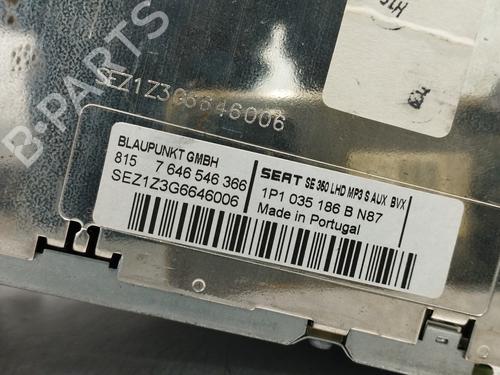 B-PARTS
SEZ1Z3G6646006
BLAUPUNKT GMBH
815 7 646 546 366
SEZ1Z3G6646006
SEAT SE 350 LHD MP3 S AUX BVX
1P1 035 186 B N87
Made in Portugal